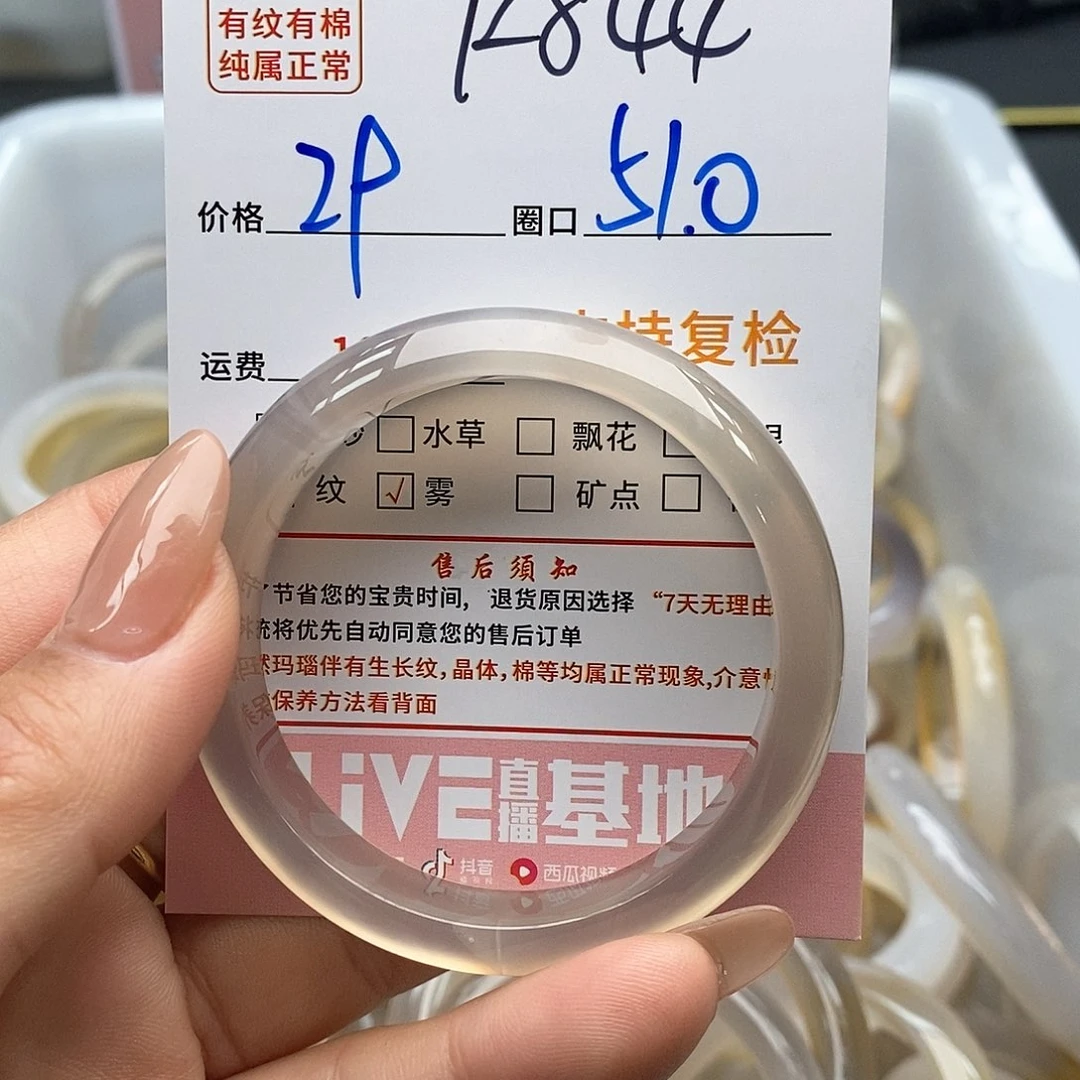 有纹有棉
纯属正常
价格 2P 圈口 51.0
运费 复检
水草 飘花
纹 √ 雾 矿点
售后须知
节省您的宝贵时间, 退货原因选择 “7天无理由
统将优先自动同意您的售后订单
然玛瑙伴有生长纹,晶体,棉等均属正常现象,介意
保养方法看背面
LiVE直播基地
抖音 西瓜视频